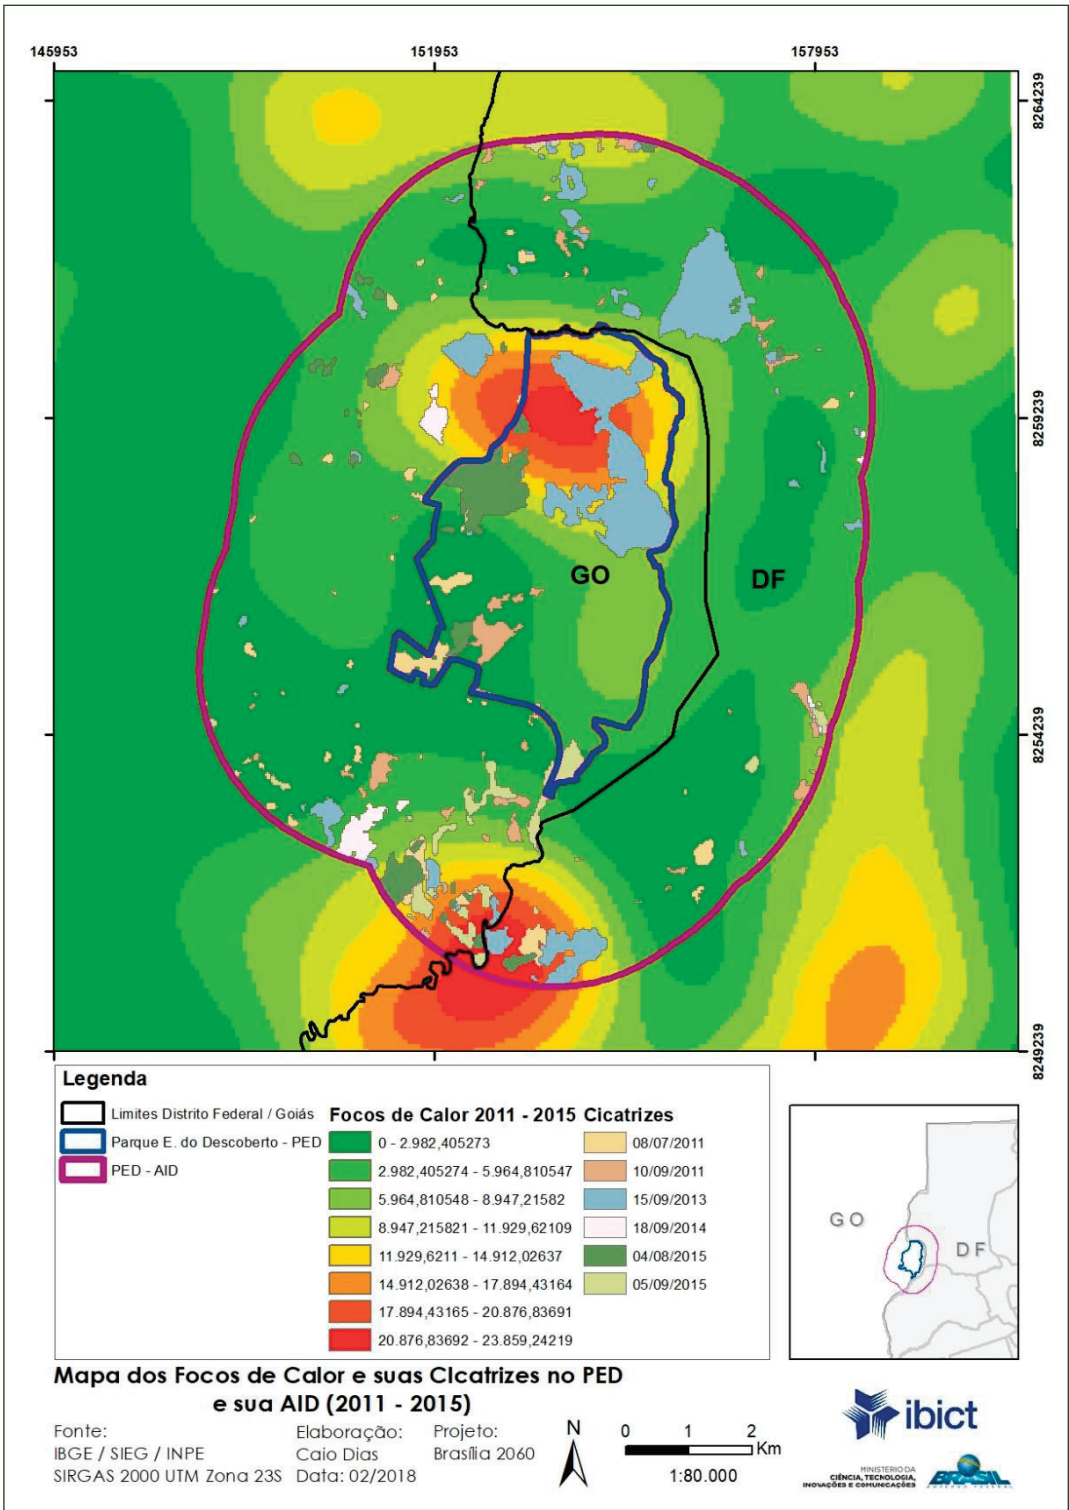 145953
151953
157953
8264239
8259239
8254239
8249239
GO
DF
Legenda
Limites Distrito Federal / Goiás
Parque E. do Descoberto - PED
PED - AID
Focos de Calor 2011 - 2015
0 - 2.982,405273
2.982,405274 - 5.964,810547
5.964,810548 - 8.947,21582
8.947,215821 - 11.929,62109
11.929,6211 - 14.912,02637
14.912,02638 - 17.894,43164
17.894,43165 - 20.876,83691
20.876,83692 - 23.859,24219
Cicatrizes
08/07/2011
10/09/2011
15/09/2013
18/09/2014
04/08/2015
05/09/2015
GO
DF
Mapa dos Focos de Calor e suas CIcatrizes no PED
e sua AID (2011 - 2015)
Fonte:
IBGE / SIEG / INPE
SIRGAS 2000 UTM Zona 23S
Elaboração:
Caio Dias
Data: 02/2018
Projeto:
Brasília 2060
N
0 1 2
Km
1:80.000
ibict
MINISTÉRIO DA
CIÊNCIA, TECNOLOGIA,
INOVAÇÕES E COMUNICAÇÕES
BRASIL
GOVERNO FEDERAL